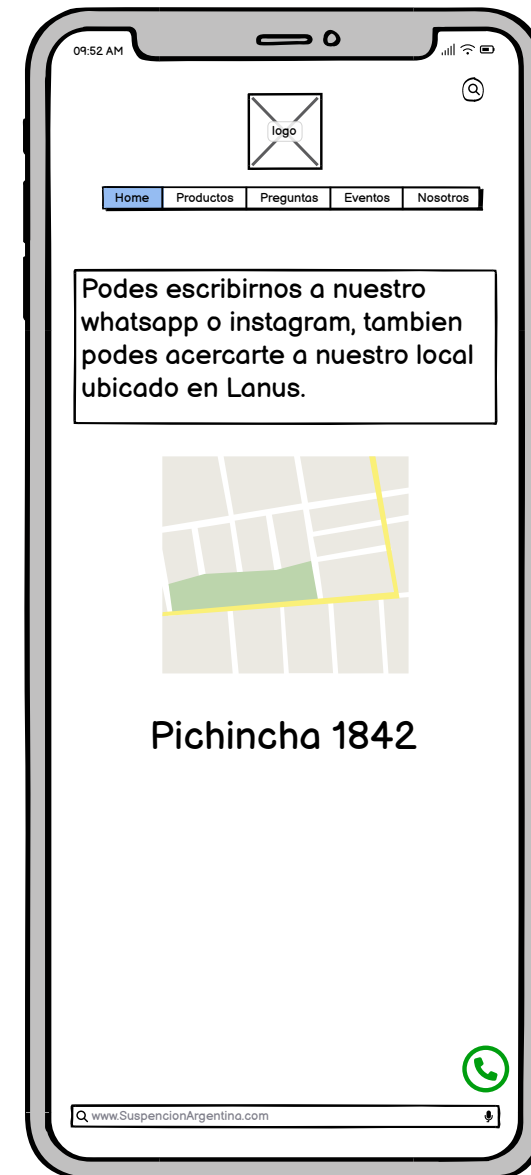 09:52 AM
logo
Home Productos Preguntas Eventos Nosotros
Podes escribirnos a nuestro
whatsapp o instagram, tambien
podes acercarte a nuestro local
ubicado en Lanus.
Pichincha 1842
www.SuspencionArgentina.com